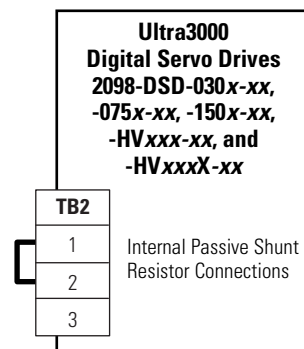 Ultra3000
Digital Servo Drives
2098-DSD-030x-xx,
-075x-xx, -150x-xx,
-HVxxx-xx, and
-HVxxxX-xx
TB2
1
2
3
Internal Passive Shunt
Resistor Connections